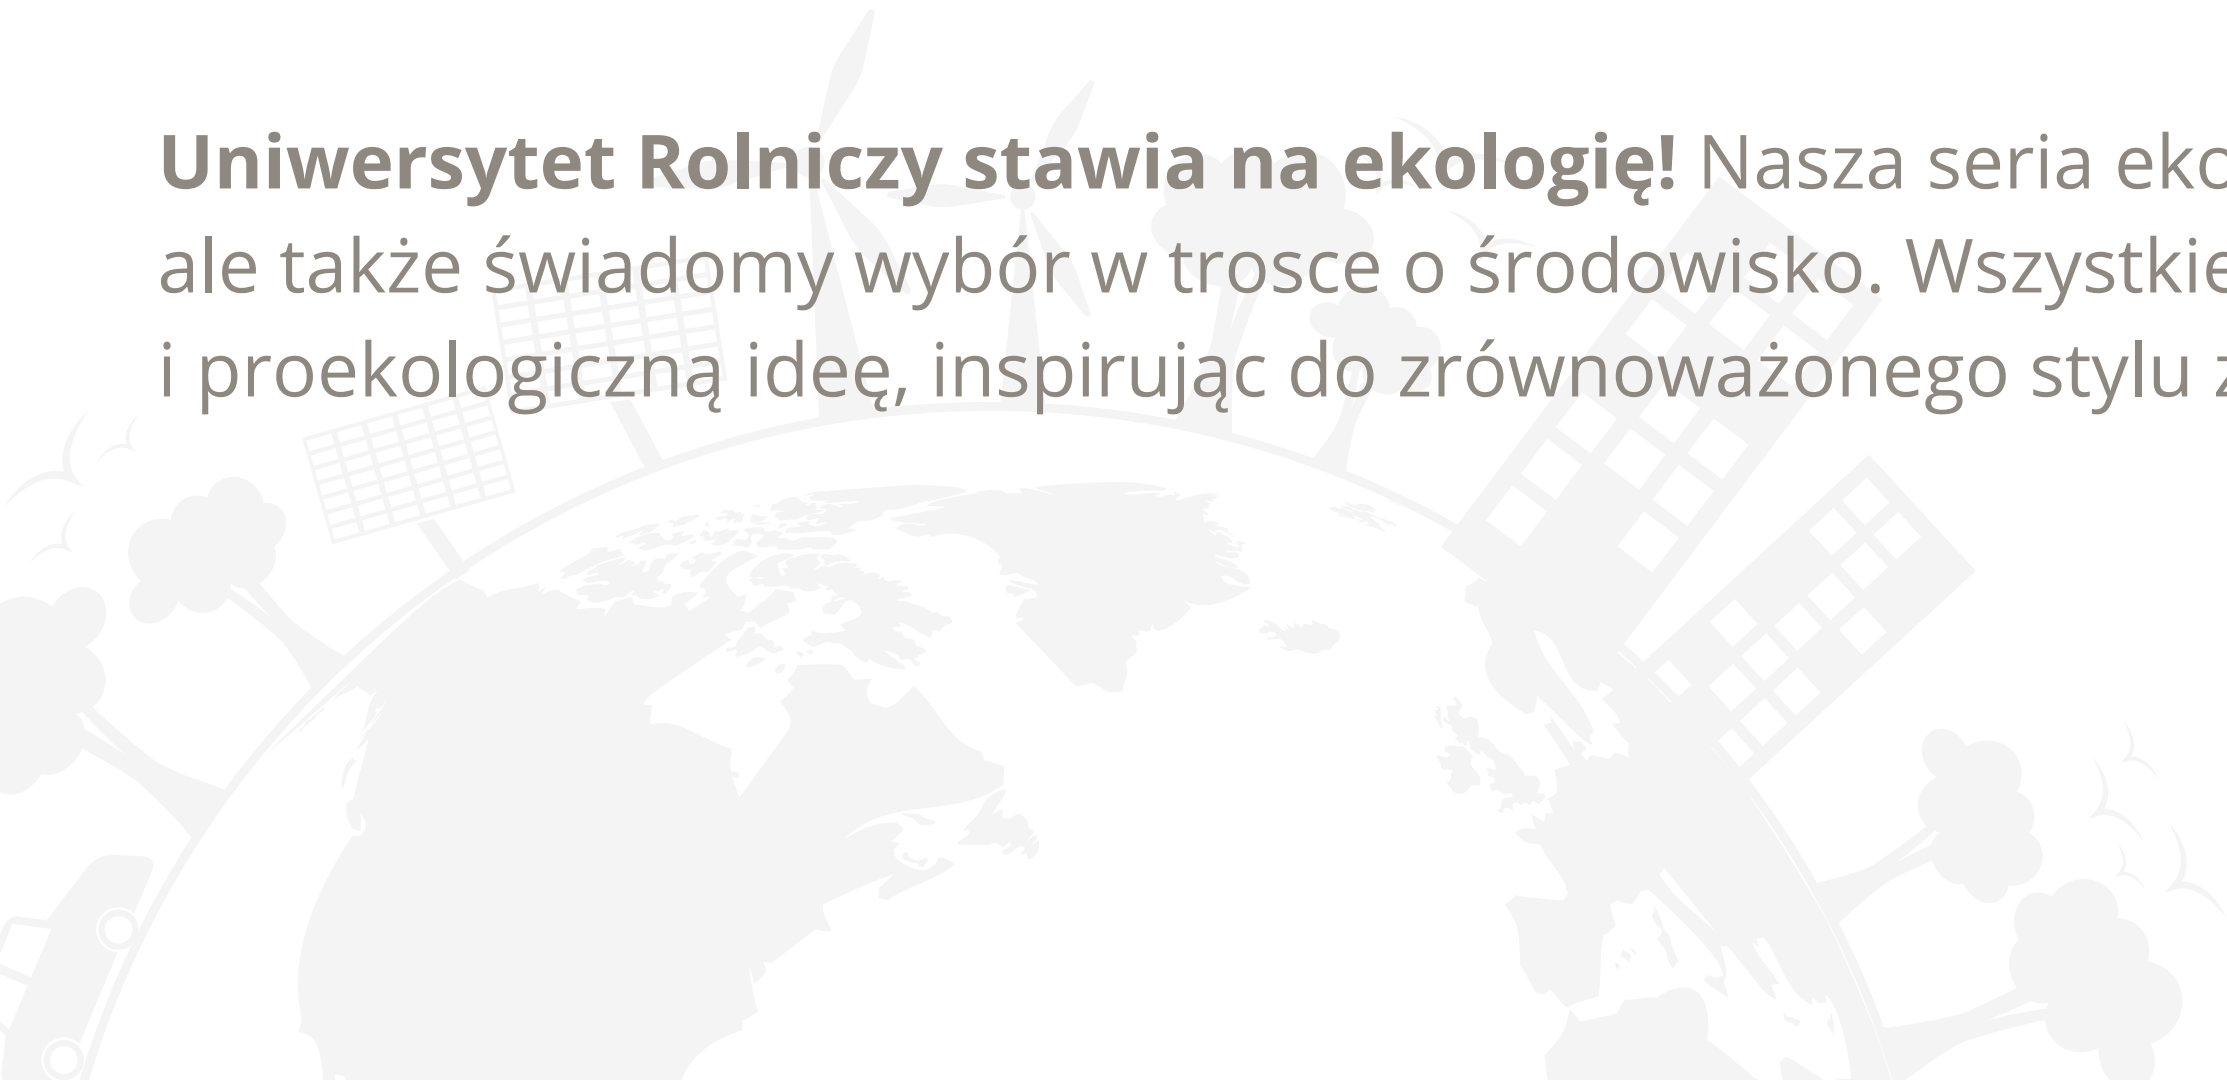 Uniwersytet Rolniczy stawia na ekologię! Nasza seria
ale także świadomy wybór w trosce o środowisko. Wszystkie
i proekologiczną ideę, inspirując do zrównoważonego stylu